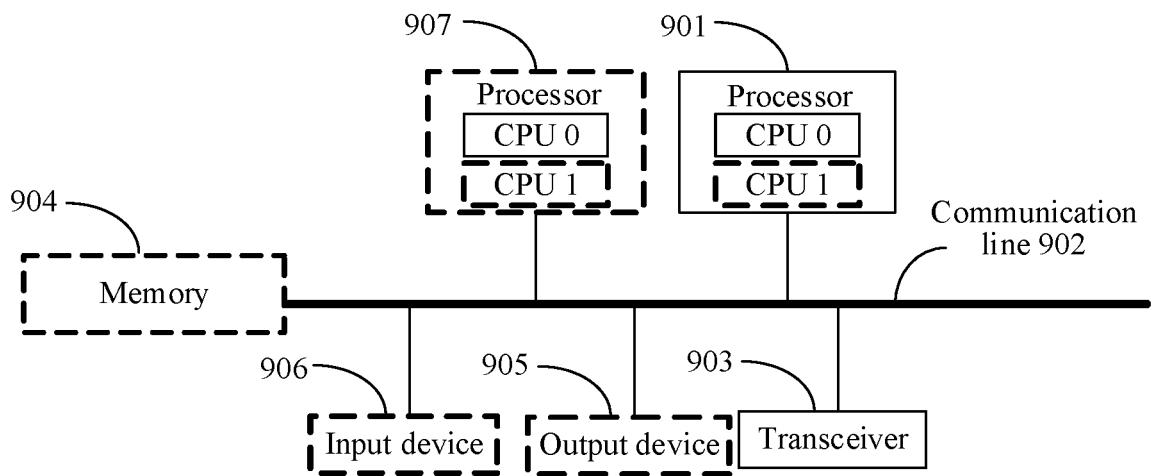 907
901
Processor
CPU 0
CPU 1
Processor
CPU 0
CPU 1
904
Memory
Communication
line 902
906
Input device
905
Output device
903
Transceiver